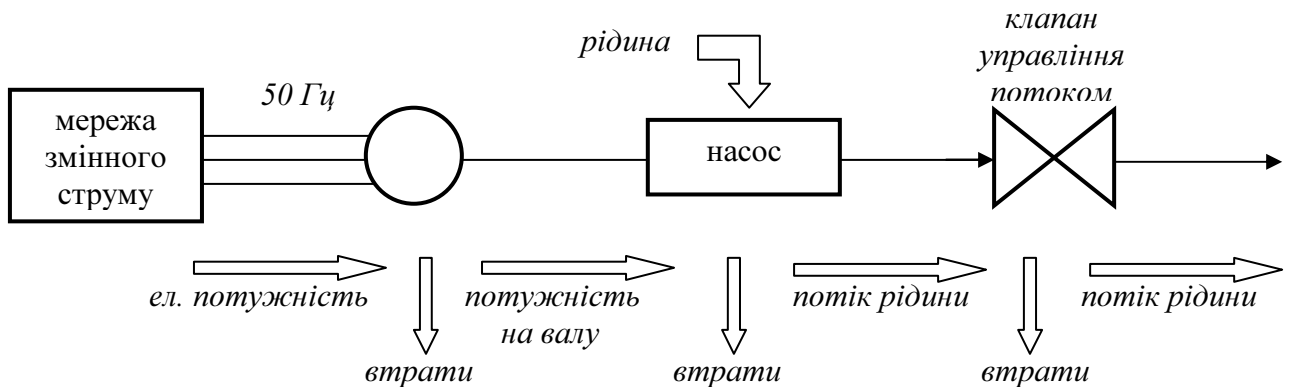 клапан
управління
потоком
рідина
50 Гц
мережа
змінного
струму
насос
ел. потужність
потужність
на валу
потік рідини
потік рідини
втрати
втрати
втрати